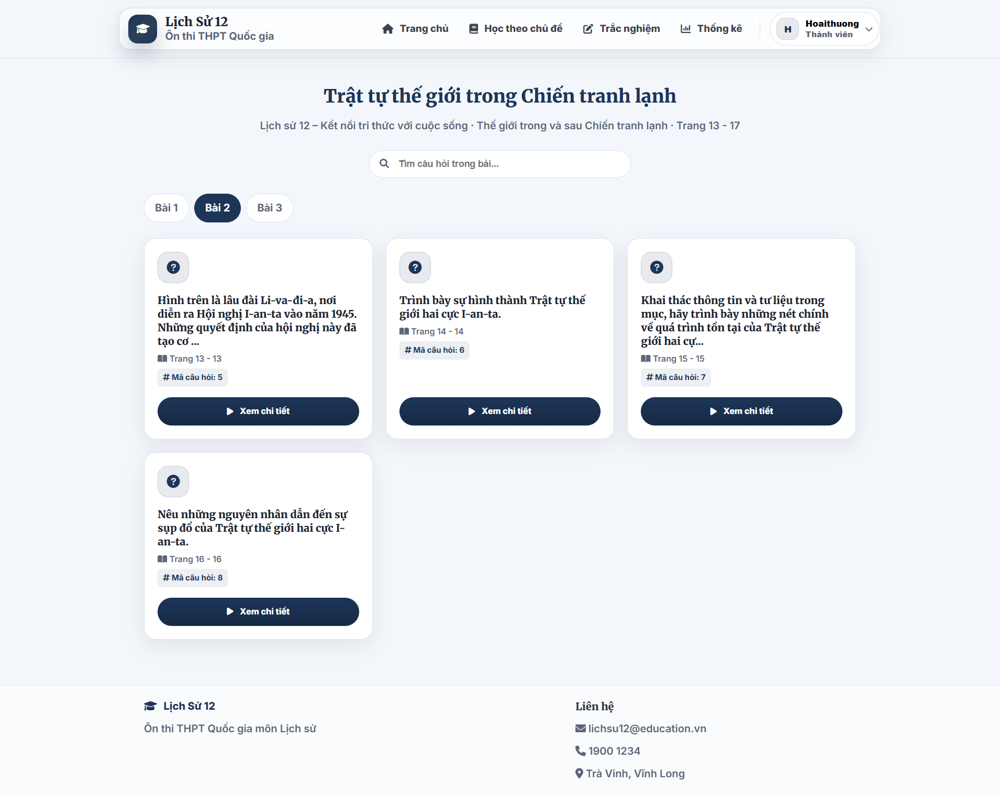 Lịch Sử 12
Ôn thi THPT Quốc gia
Trang chủ
Học theo chủ đề
Trắc nghiệm
Thống kê
H
Hoaithuong
Thành viên
Trật tự thế giới trong Chiến tranh lạnh
Lịch sử 12 – Kết nối tri thức với cuộc sống · Thế giới trong và sau Chiến tranh lạnh · Trang 13 - 17
Tìm câu hỏi trong bài...
Bài 1
Bài 2
Bài 3
Hình trên là lâu đài Li-va-đi-a, nơi
diễn ra Hội nghị I-an-ta vào năm 1945.
Những quyết định của hội nghị này đã
tạo cơ ...
Trang 13 - 13
# Mã câu hỏi: 5
Xem chi tiết
Trình bày sự hình thành Trật tự thế
giới hai cực I-an-ta.
Trang 14 - 14
# Mã câu hỏi: 6
Xem chi tiết
Khai thác thông tin và tư liệu trong
mục, hãy trình bày những nét chính
về quá trình tồn tại của Trật tự thế
giới hai cự...
Trang 15 - 15
# Mã câu hỏi: 7
Xem chi tiết
Nêu những nguyên nhân dẫn đến sự
sụp đổ của Trật tự thế giới hai cực I-
an-ta.
Trang 16 - 16
# Mã câu hỏi: 8
Xem chi tiết
Lịch Sử 12
Ôn thi THPT Quốc gia môn Lịch sử
Liên hệ
lichsu12@education.vn
1900 1234
Trà Vinh, Vĩnh Long